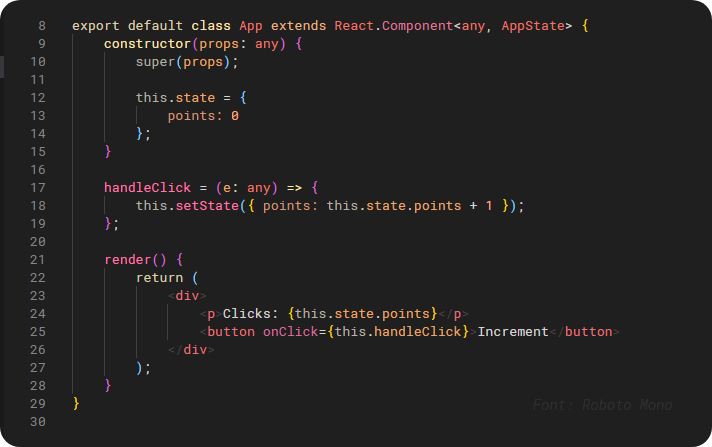 8 export default class App extends React.Component<any, AppState> {
9     constructor(props: any) {
10         super(props);
11
12         this.state = {
13             points: 0
14         };
15     }
16
17     handleClick = (e: any) => {
18         this.setState({ points: this.state.points + 1 });
19     };
20
21     render() {
22         return (
23             <div>
24                 <p>Clicks: {this.state.points}</p>
25                 <button onClick={this.handleClick}>Increment</button>
26             </div>
27         );
28     }
29 }
30
Font: Roboto Mono